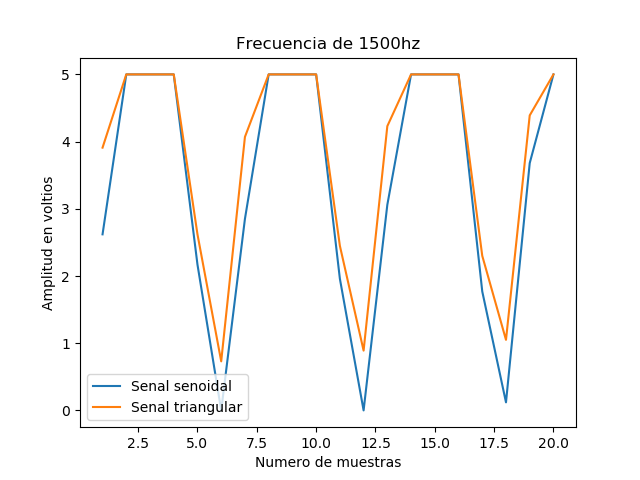 Frecuencia de 1500hz
Amplitud en voltios
5
4
3
2
1
0
Senal senoidal
Senal triangular
2.5 5.0 7.5 10.0 12.5 15.0 17.5 20.0
Numero de muestras